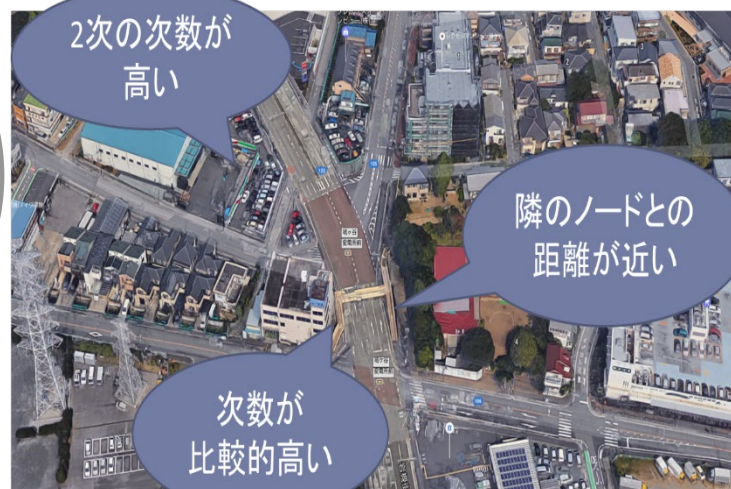 2次の次数が
高い
隣のノードとの
距離が近い
次数が
比較的高い